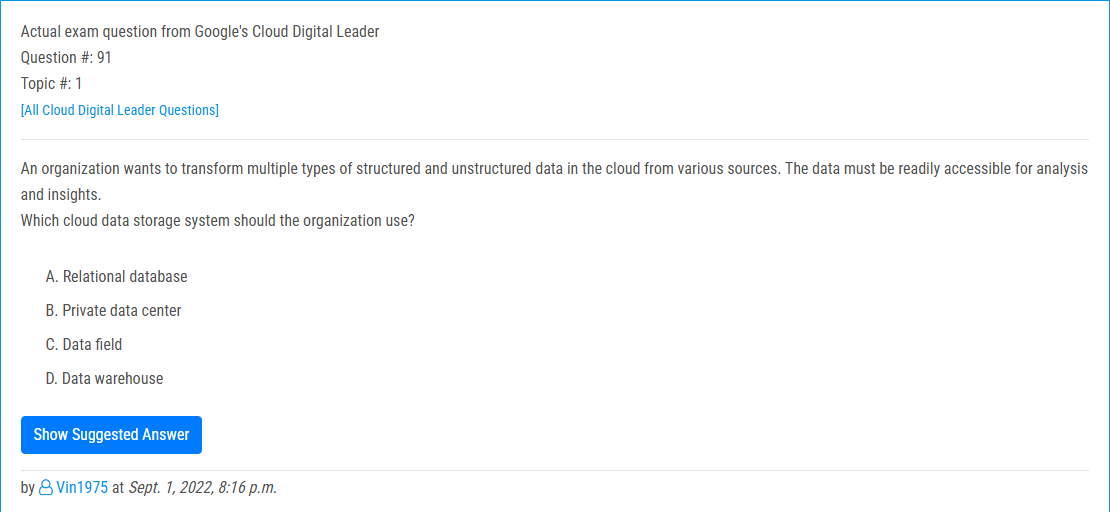 Actual exam question from Google's Cloud Digital Leader
Question #: 91
Topic #: 1
[All Cloud Digital Leader Questions]
An organization wants to transform multiple types of structured and unstructured data in the cloud from various sources. The data must be readily accessible for analysis
and insights.
Which cloud data storage system should the organization use?
A. Relational database
B. Private data center
C. Data field
D. Data warehouse
Show Suggested Answer
by Vin1975 at Sept. 1, 2022, 8:16 p.m.